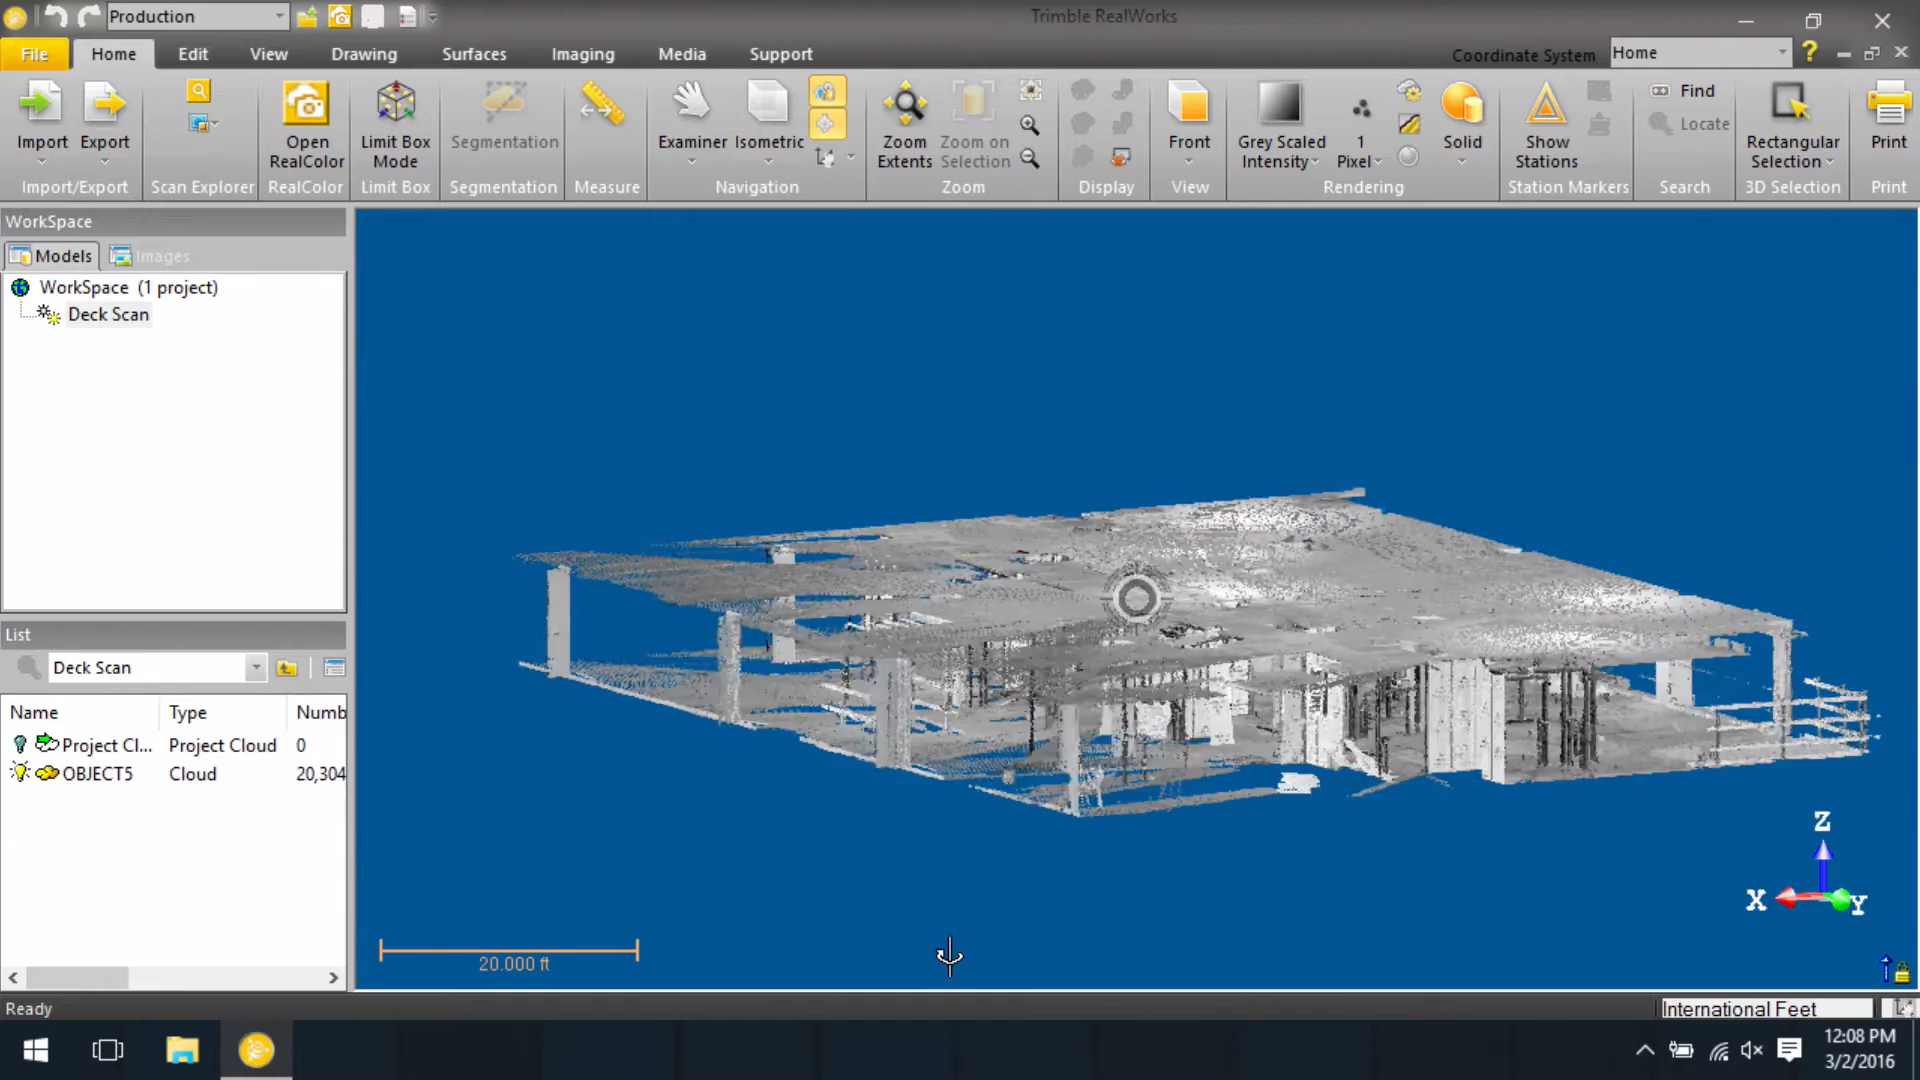 Production
Trimble RealWorks
File
Home
Edit
View
Drawing
Surfaces
Imaging
Media
Support
Coordinate System
Home
Import
Export
Import/Export
Scan Explorer
Open
RealColor
RealColor
Limit Box
Mode
Limit Box
Segmentation
Segmentation
Measure
Examiner
Isometric
Navigation
Zoom
Extents
Zoom on
Selection
Zoom
Display
Front
View
Grey Scaled
Intensity
1
Pixel
Solid
Rendering
Show
Stations
Station Markers
Find
Locate
Search
Rectangular
Selection
3D Selection
Print
Print
WorkSpace
Models
Images
WorkSpace (1 project)
Deck Scan
List
Deck Scan
Name Type Numb
Project Cl... Project Cloud 0
OBJECT5 Cloud 20,304
20.000 ft
Z
X
Y
Ready
International Feet
12:08 PM
3/2/2016